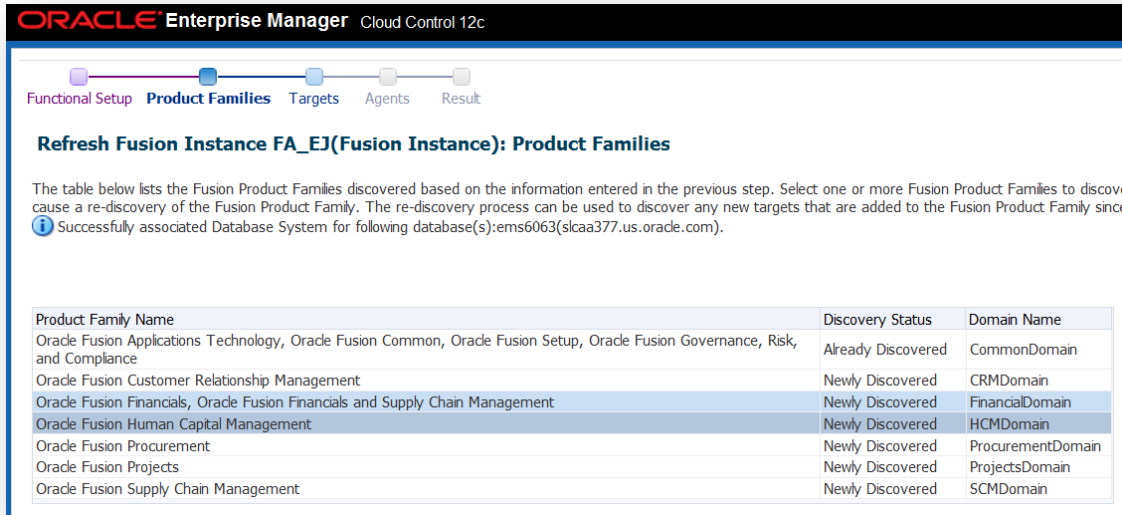 ORACLE Enterprise Manager Cloud Control 12c
Functional Setup Product Families Targets Agents Result
Refresh Fusion Instance FA_EJ(Fusion Instance): Product Families
The table below lists the Fusion Product Families discovered based on the information entered in the previous step. Select one or more Fusion Product Families to discov
cause a re-discovery of the Fusion Product Family. The re-discovery process can be used to discover any new targets that are added to the Fusion Product Family since
Successfully associated Database System for following database(s):ems6063(slcaa377.us.oracle.com).
Product Family Name Discovery Status Domain Name
Oracle Fusion Applications Technology, Oracle Fusion Common, Oracle Fusion Setup, Oracle Fusion Governance, Risk,
and Compliance Already Discovered CommonDomain
Oracle Fusion Customer Relationship Management Newly Discovered CRMDomain
Oracle Fusion Financials, Oracle Fusion Financials and Supply Chain Management Newly Discovered FinancialDomain
Oracle Fusion Human Capital Management Newly Discovered HCMDomain
Oracle Fusion Procurement Newly Discovered ProcurementDomain
Oracle Fusion Projects Newly Discovered ProjectsDomain
Oracle Fusion Supply Chain Management Newly Discovered SCMDomain